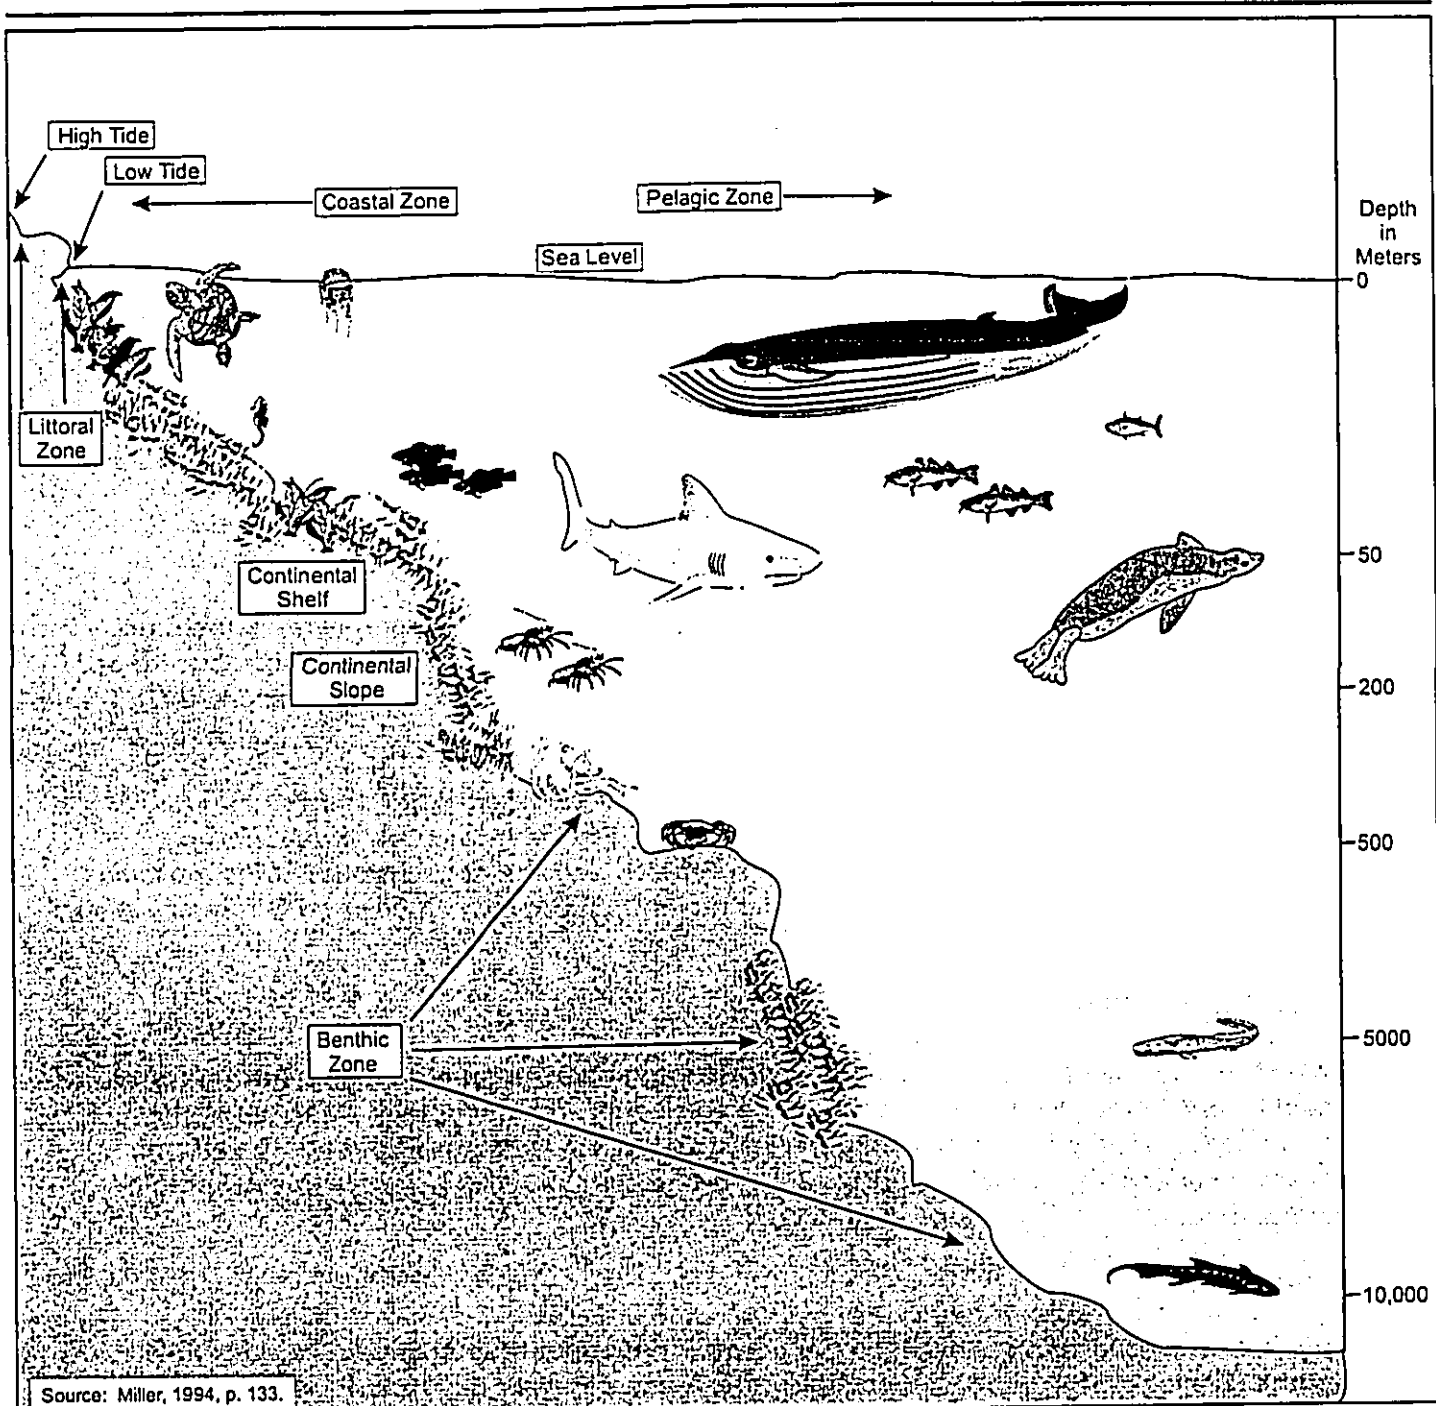 High Tide
Low Tide
Coastal Zone
Pelagic Zone
Depth
in
Meters
Sea Level
0
Littoral
Zone
50
Continental
Shelf
Continental
Slope
200
500
Benthic
Zone
5000
10,000
Source: Miller, 1994, p. 133.